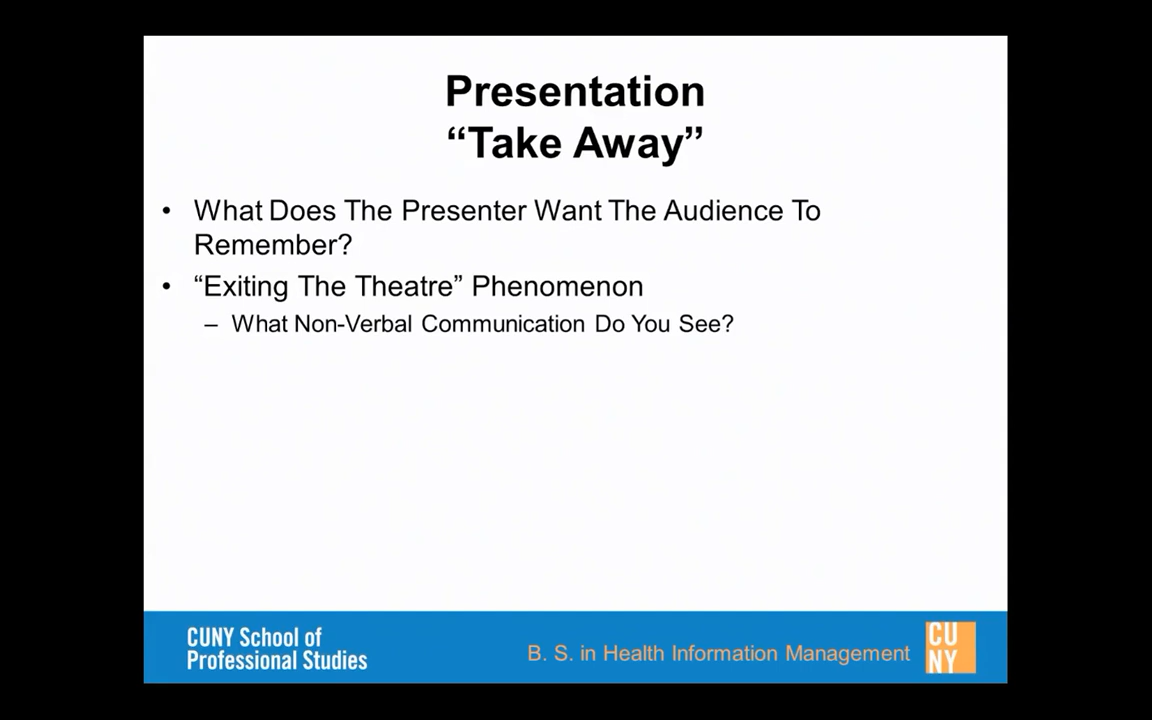 Presentation
“Take Away”
• What Does The Presenter Want The Audience To
Remember?
• “Exiting The Theatre” Phenomenon
– What Non-Verbal Communication Do You See?
CUNY School of
Professional Studies
B. S. in Health Information Management
CU
NY